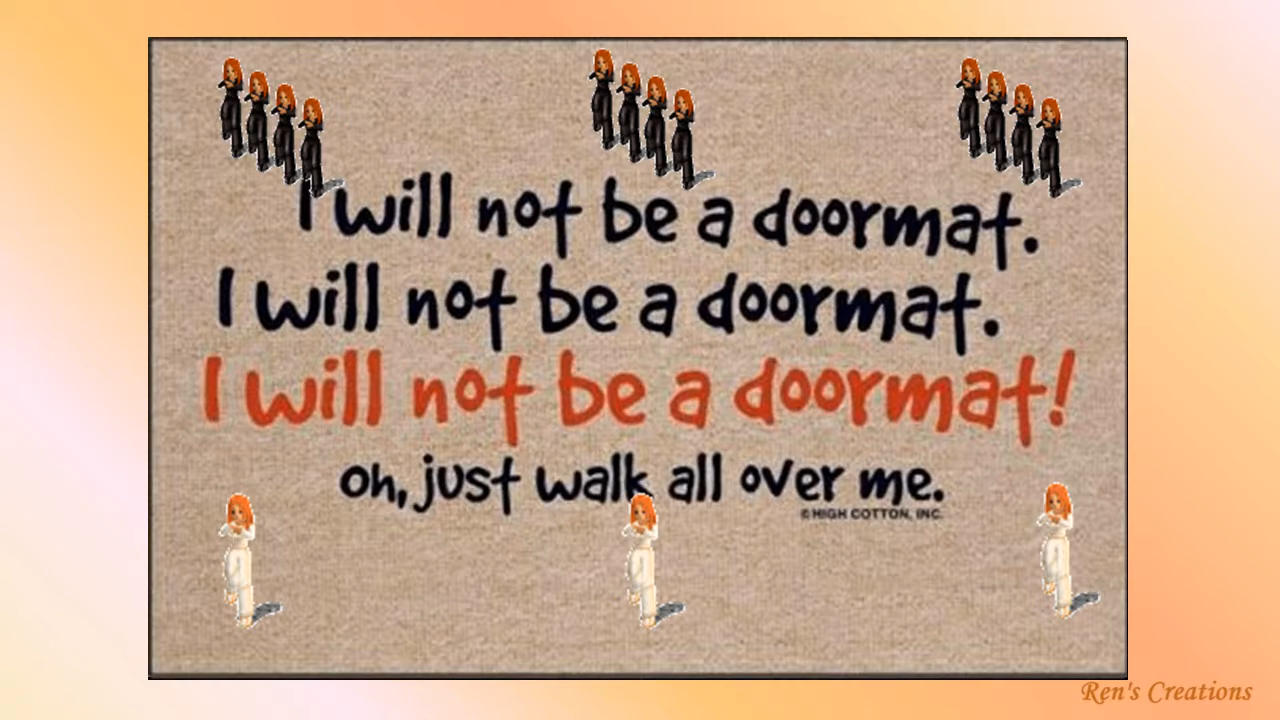 I will not be a doormat.
I will not be a doormat.
I will not be a doormat!
oh, just walk all over me.
©HIGH COTTON, INC.
Ren's Creations